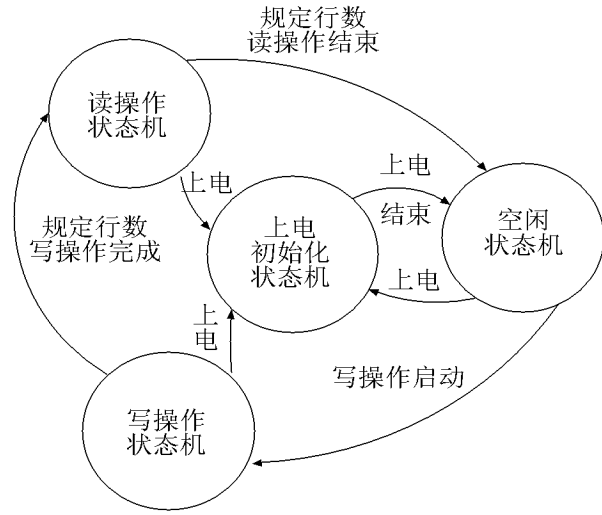 规定行数
读操作结束
读操作
状态机
上电
上电
结束
规定行数
写操作完成
上电
初始化
状态机
空闲
状态机
上电
上
电
写操作启动
写操作
状态机